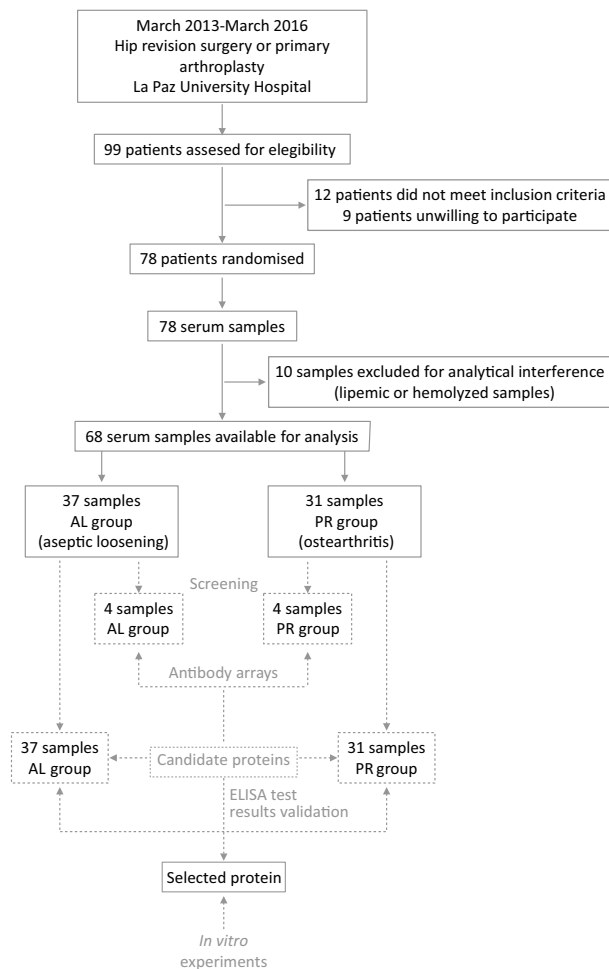 March 2013-March 2016
Hip revision surgery or primary
arthroplasty
La Paz University Hospital
99 patients assesed for elegibility
12 patients did not meet inclusion criteria
9 patients unwilling to participate
78 patients randomised
78 serum samples
10 samples excluded for analytical interference
(lipemic or hemolyzed samples)
68 serum samples available for analysis
37 samples
AL group
(aseptic loosening)
31 samples
PR group
(ostearthritis)
Screening
4 samples
AL group
4 samples
PR group
Antibody arrays
37 samples
AL group
Candidate proteins
31 samples
PR group
ELISA test
results validation
Selected protein
In vitro
experiments